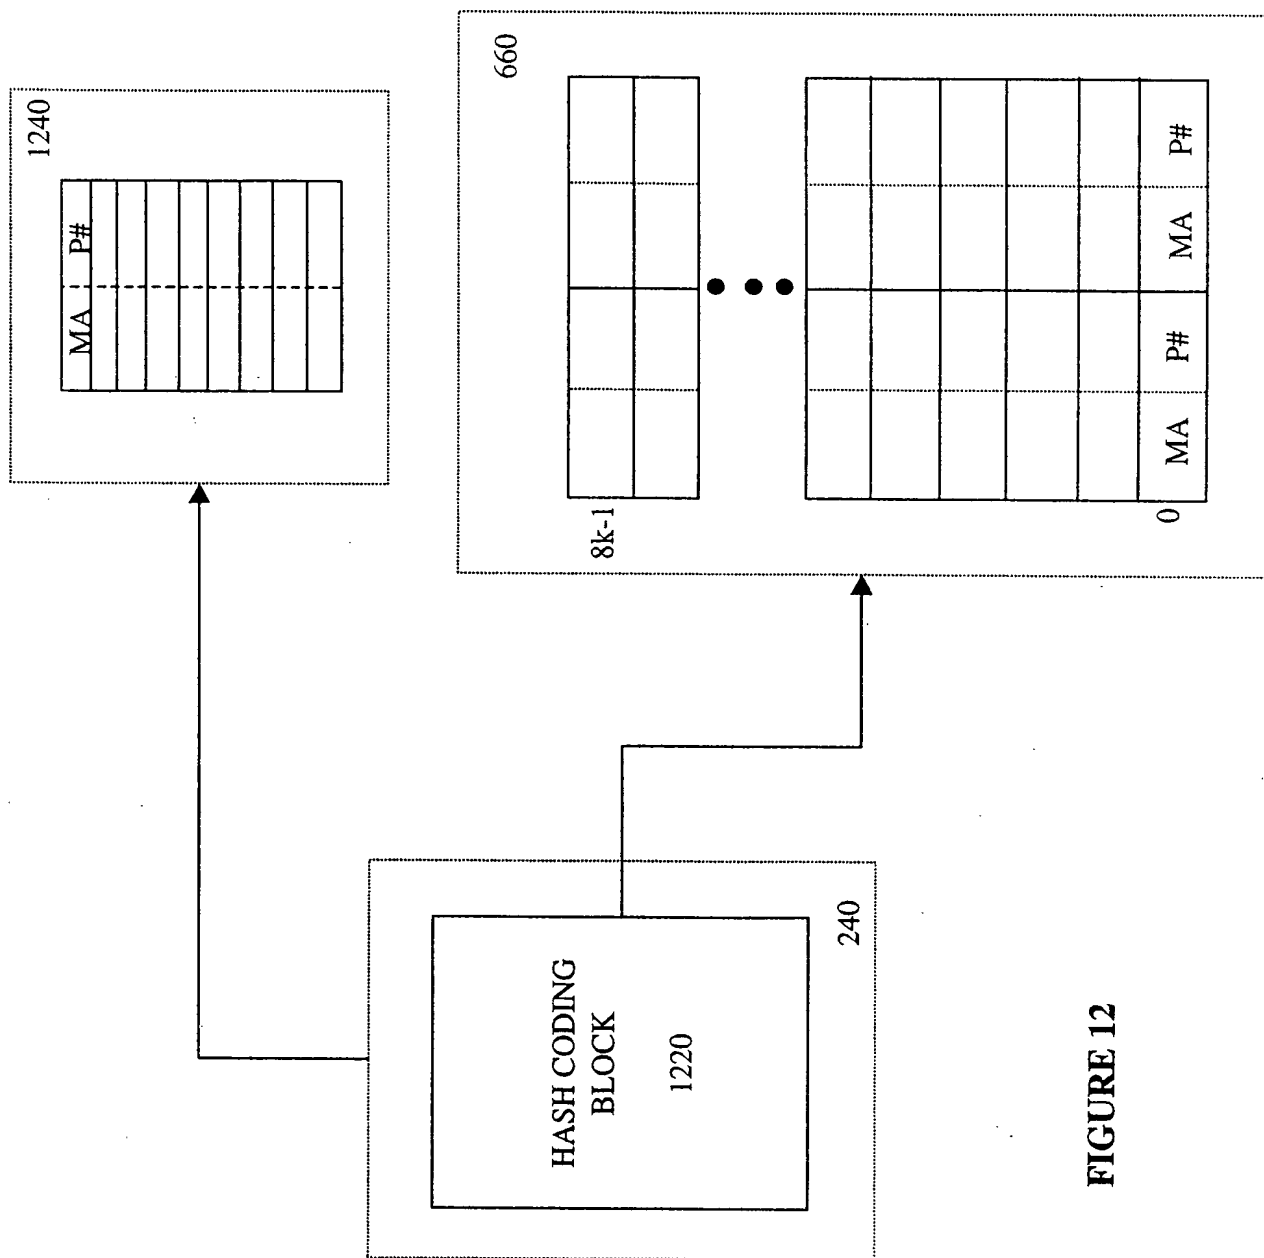 1240
MA P#
660
8k-1
0
MA P# MA P#
HASH CODING
BLOCK
1220
240
FIGURE 12